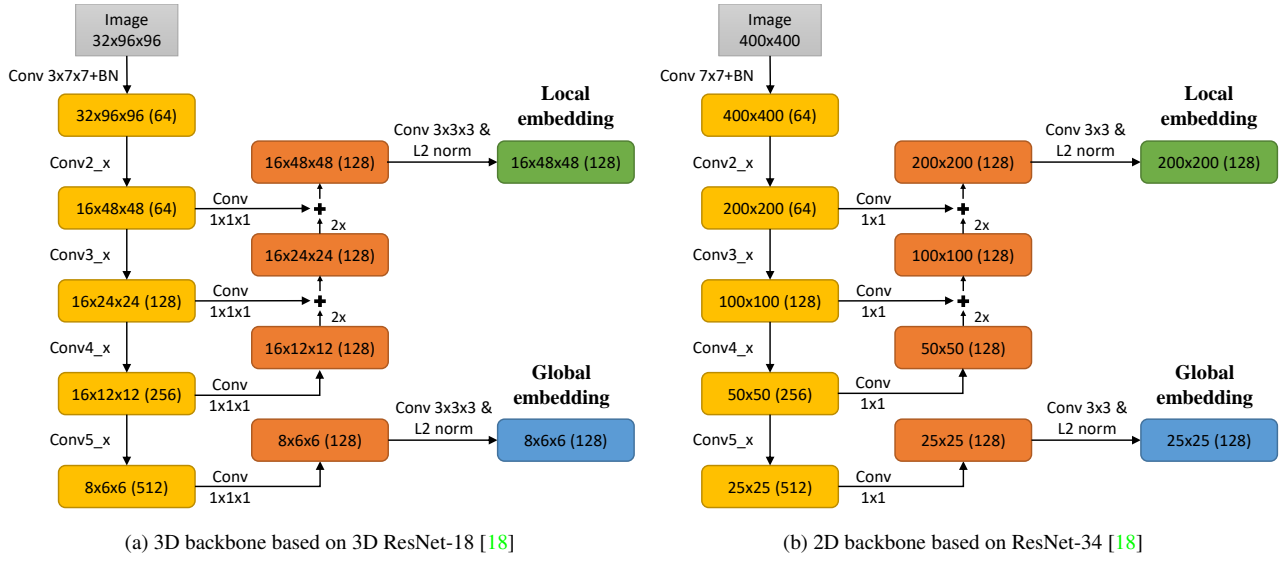 Image
32x96x96
Conv 3x7x7+BN
32x96x96 (64)
Conv2_x
16x48x48 (64)
Conv
1x1x1
Conv3_x
16x24x24 (128)
Conv
1x1x1
Conv4_x
16x12x12 (256)
Conv
1x1x1
Conv5_x
8x6x6 (512)
Conv
1x1x1
16x48x48 (128)
2x
16x24x24 (128)
2x
16x12x12 (128)
8x6x6 (128)
Conv 3x3x3 &
L2 norm
Local
embedding
16x48x48 (128)
Conv 3x3x3 &
L2 norm
Global
embedding
8x6x6 (128)
(a) 3D backbone based on 3D ResNet-18 [18]
Image
400x400
Conv 7x7+BN
400x400 (64)
Conv2_x
200x200 (64)
Conv
1x1
Conv3_x
100x100 (128)
Conv
1x1
Conv4_x
50x50 (256)
Conv
1x1
Conv5_x
25x25 (512)
Conv
1x1
200x200 (128)
2x
100x100 (128)
2x
50x50 (128)
25x25 (128)
Conv 3x3 &
L2 norm
Local
embedding
200x200 (128)
Conv 3x3 &
L2 norm
Global
embedding
25x25 (128)
(b) 2D backbone based on ResNet-34 [18]